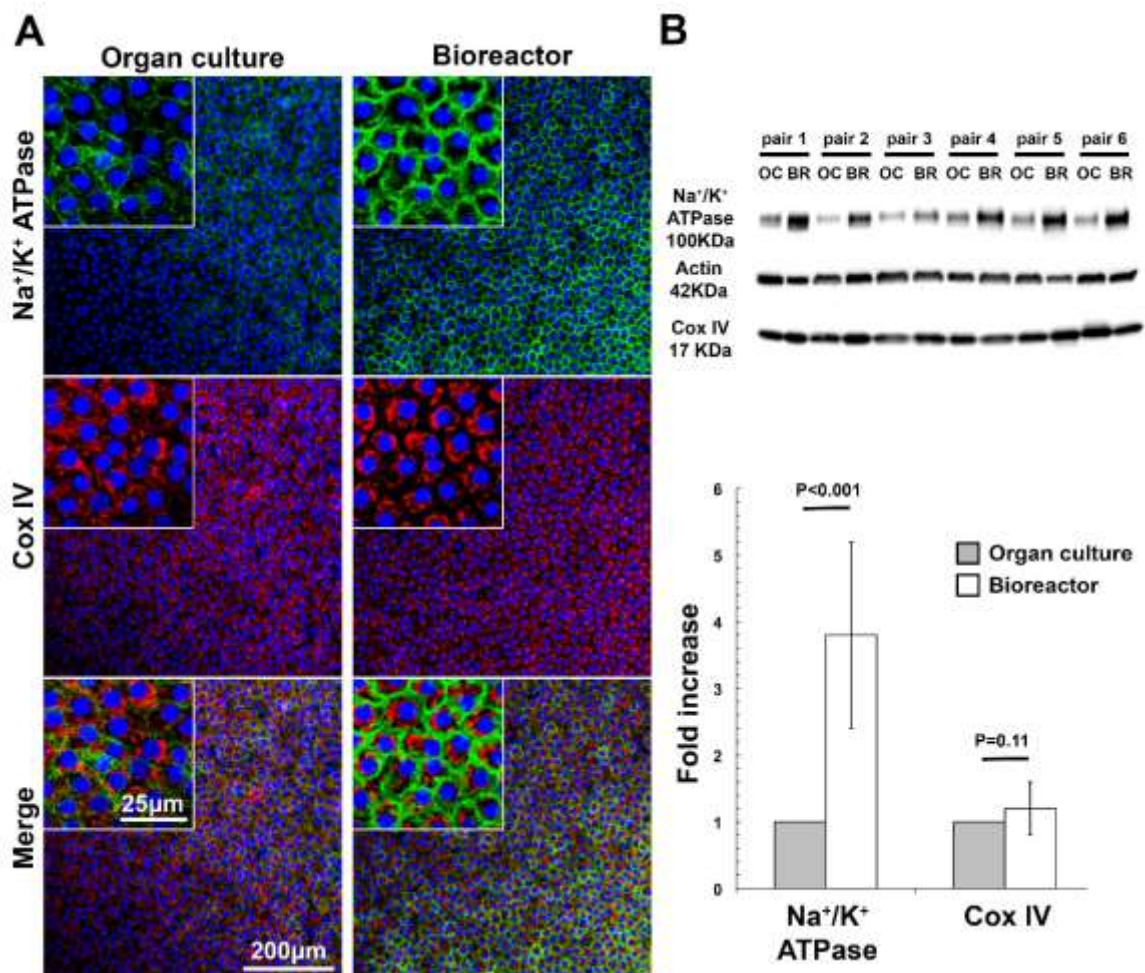 A
Organ culture
Bioreactor
Na⁺/K⁺ ATPase
Cox IV
Merge
25µm
200µm
B
pair 1 pair 2 pair 3 pair 4 pair 5 pair 6
OC BR OC BR OC BR OC BR OC BR OC BR
Na⁺/K⁺
ATPase
100KDa
Actin
42KDa
Cox IV
17 KDa
Fold increase
6
5
4
3
2
1
0
P<0.001
P=0.11
Organ culture
Bioreactor
Na⁺/K⁺
ATPase
Cox IV